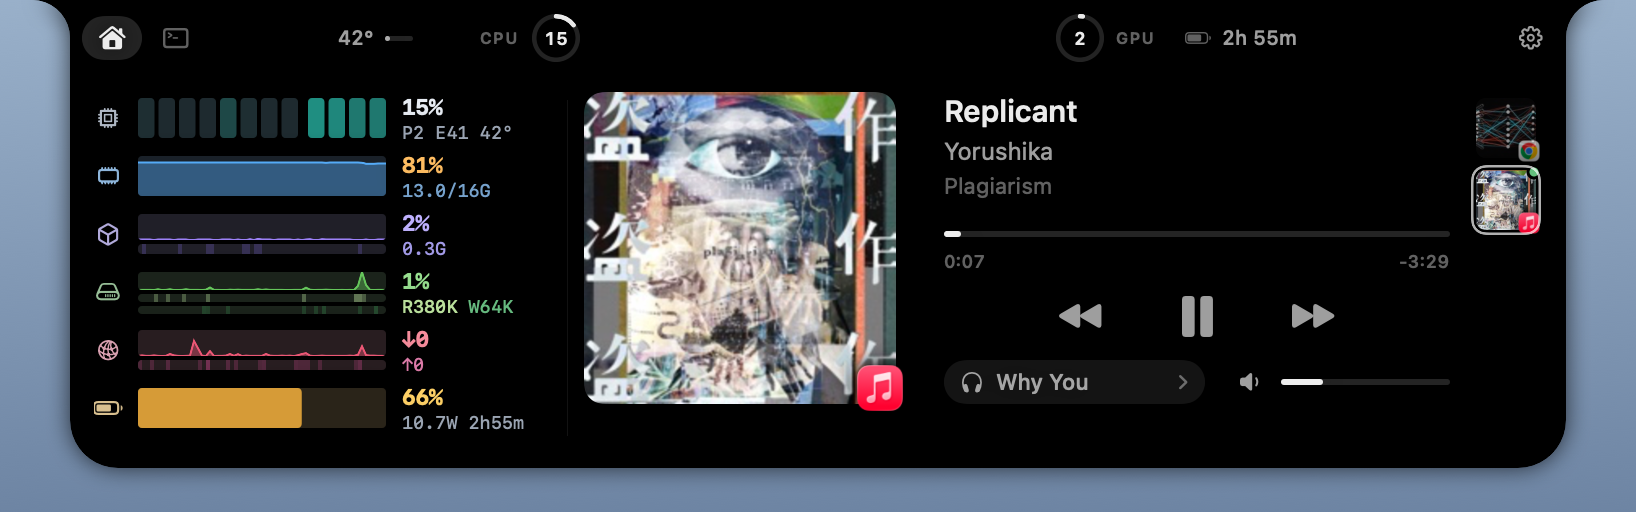 42°
CPU
15
2
GPU
2h 55m
15%
P2 E41 42°
81%
13.0/16G
2%
0.3G
1%
R380K W64K
↓0
↑0
66%
10.7W 2h55m
盗 作
盗 作
盗 作
Replicant
Yorushika
Plagiarism
0:07
-3:29
Why You